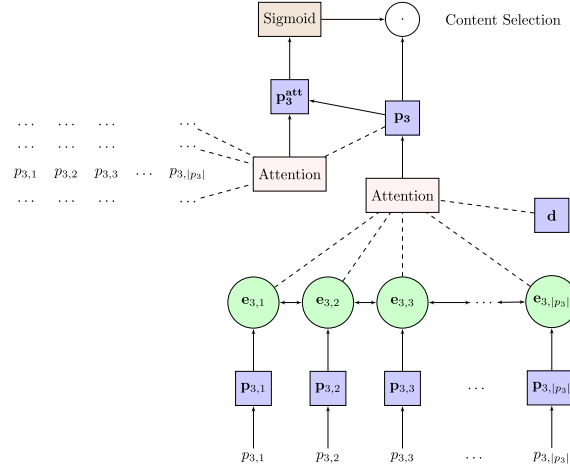 Sigmoid · Content Selection
p₃ᵃᵗᵗ
p₃
··· ··· ··· ···
··· ··· ··· ···
p₃,₁ p₃,₂ p₃,₃ ··· p₃,|p₃| Attention
··· ··· ··· ···
Attention
d
e₃,₁ e₃,₂ e₃,₃ ··· e₃,|p₃|
p₃,₁ p₃,₂ p₃,₃ ··· p₃,|p₃|
p₃,₁ p₃,₂ p₃,₃ ··· p₃,|p₃|